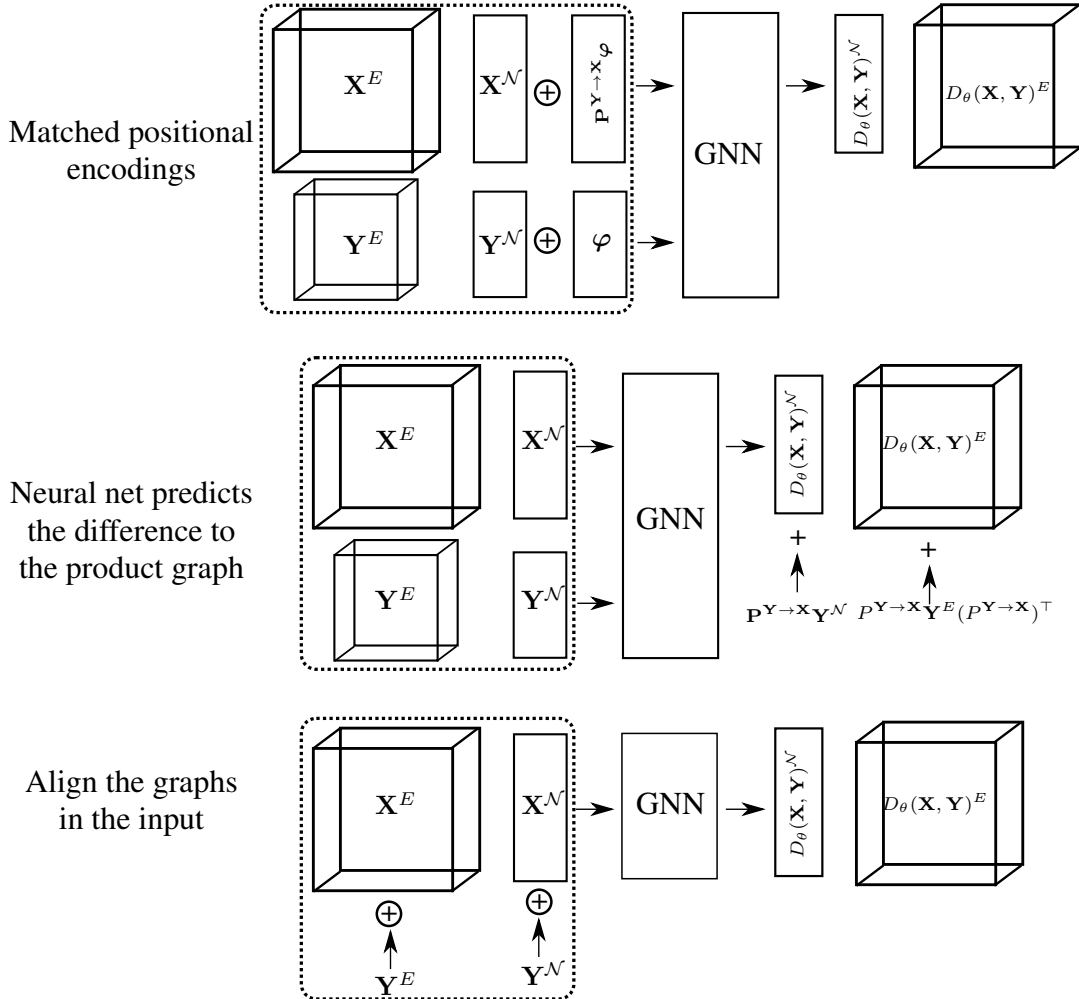 X^E
X^𝒩
⊕
P^{Y→X}φ
GNN
D_θ(X, Y)^𝒩
D_θ(X, Y)^E
Matched positional
encodings
Y^E
Y^𝒩
⊕
φ
X^E
X^𝒩
GNN
D_θ(X, Y)^𝒩
D_θ(X, Y)^E
Neural net predicts
the difference to
the product graph
Y^E
Y^𝒩
+
+
P^{Y→X}Y^𝒩
P^{Y→X}Y^E(P^{Y→X})^⊤
Align the graphs
in the input
X^E
X^𝒩
GNN
D_θ(X, Y)^𝒩
D_θ(X, Y)^E
⊕
⊕
Y^E
Y^𝒩